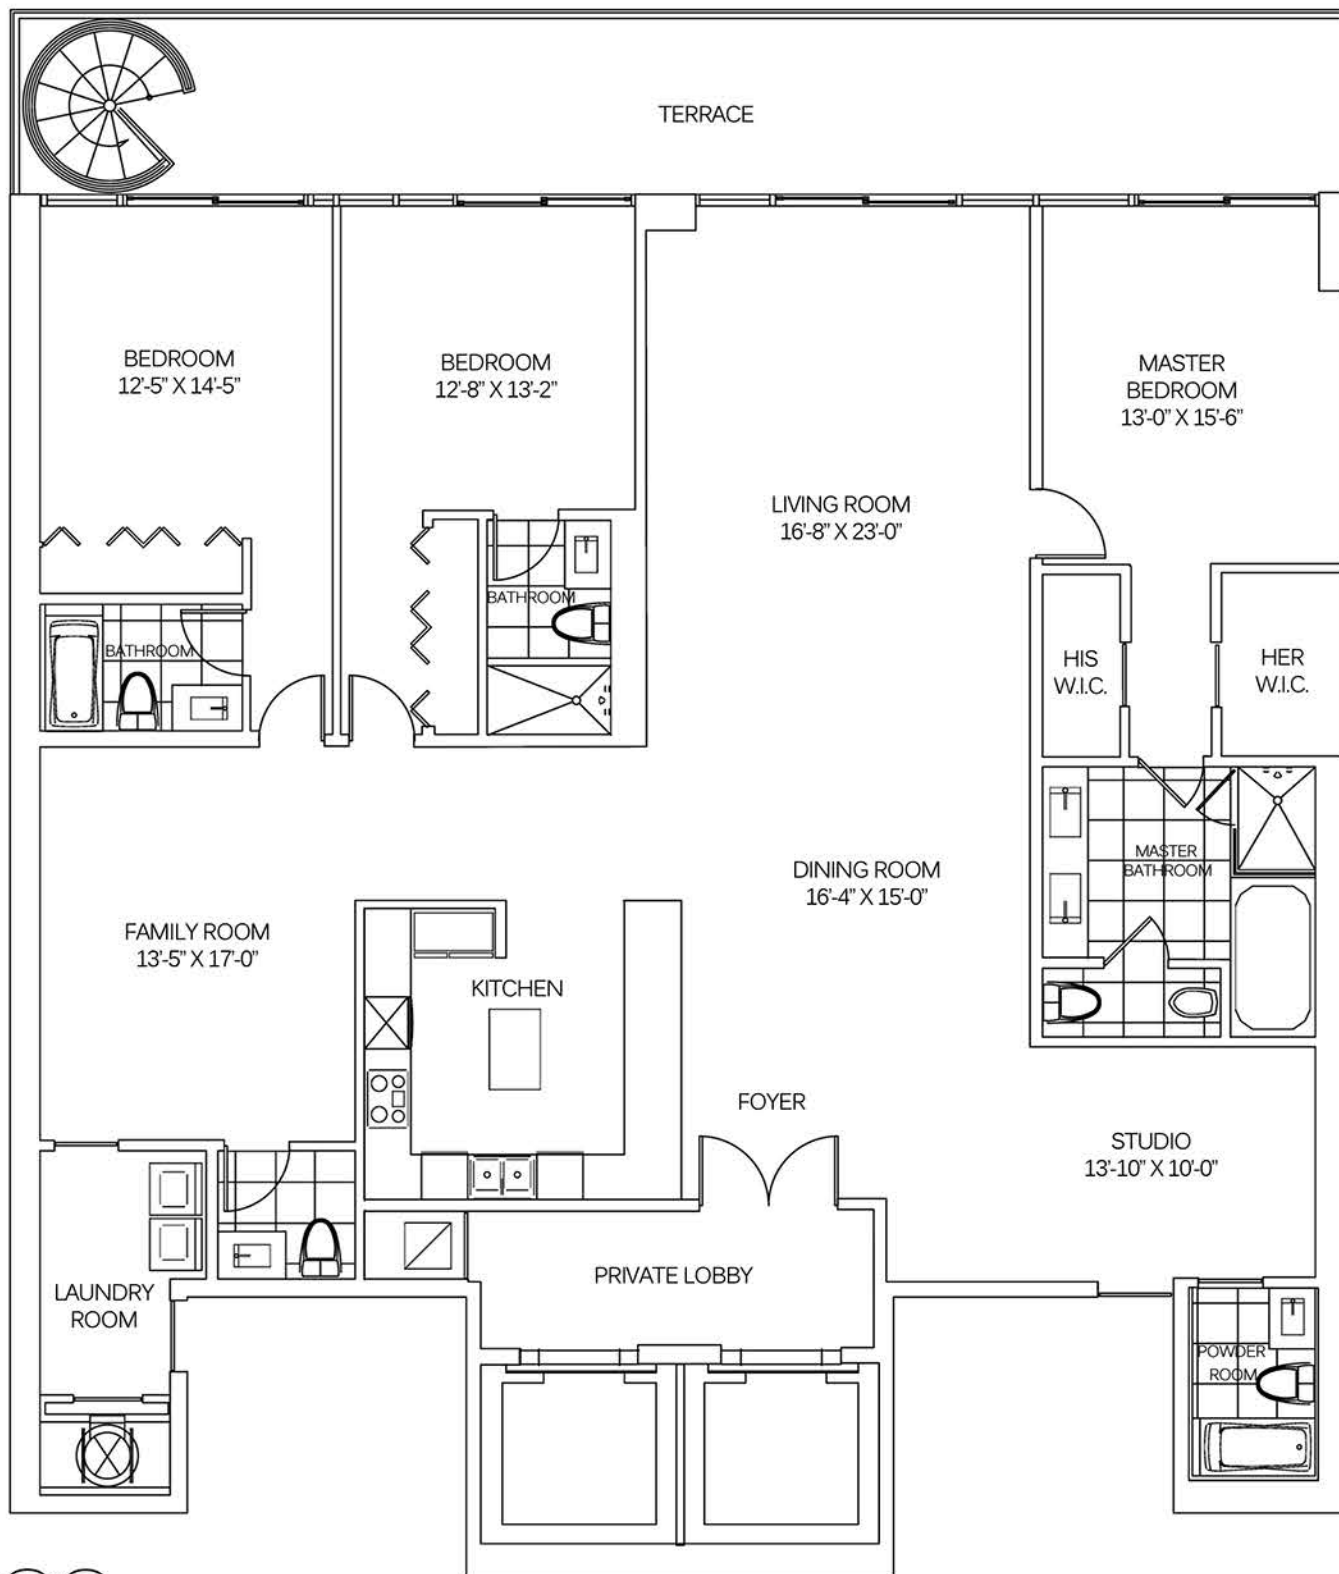 TERRACE
BEDROOM
12'-5" X 14'-5"
BEDROOM
12'-8" X 13'-2"
MASTER
BEDROOM
13'-0" X 15'-6"
LIVING ROOM
16'-8" X 23'-0"
BATHROOM
BATHROOM
HIS
W.I.C.
HER
W.I.C.
MASTER
BATHROOM
DINING ROOM
16'-4" X 15'-0"
FAMILY ROOM
13'-5" X 17'-0"
KITCHEN
FOYER
STUDIO
13'-10" X 10'-0"
PRIVATE LOBBY
LAUNDRY
ROOM
POWDER
ROOM